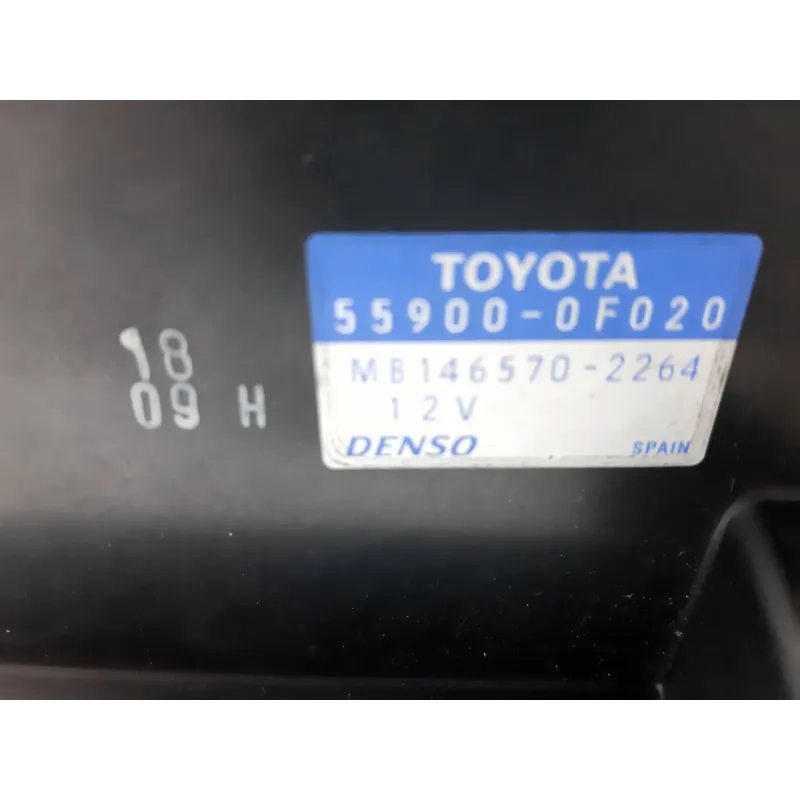 TOYOTA
55900-0F020
MB146570-2264
12V
DENSO SPAIN
18
09 H